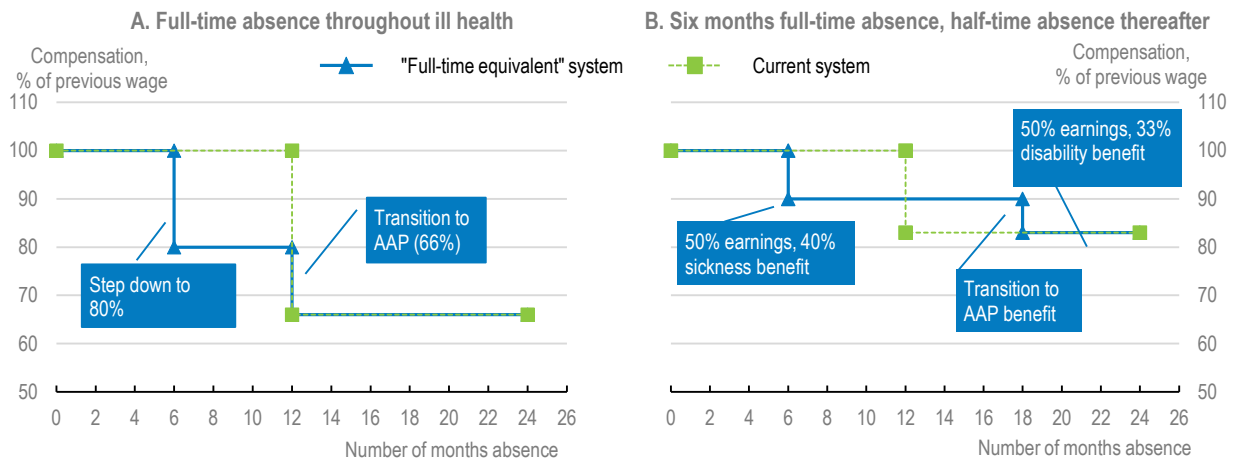 A. Full-time absence throughout ill health
B. Six months full-time absence, half-time absence thereafter
Compensation,
% of previous wage
"Full-time equivalent" system
Current system
Compensation,
% of previous wage
110
100
90
80
70
60
50
Step down to
80%
Transition to
AAP (66%)
0 2 4 6 8 10 12 14 16 18 20 22 24 26
Number of months absence
50% earnings, 33%
disability benefit
50% earnings, 40%
sickness benefit
Transition to
AAP benefit
110
100
90
80
70
60
50
0 2 4 6 8 10 12 14 16 18 20 22 24 26
Number of months absence